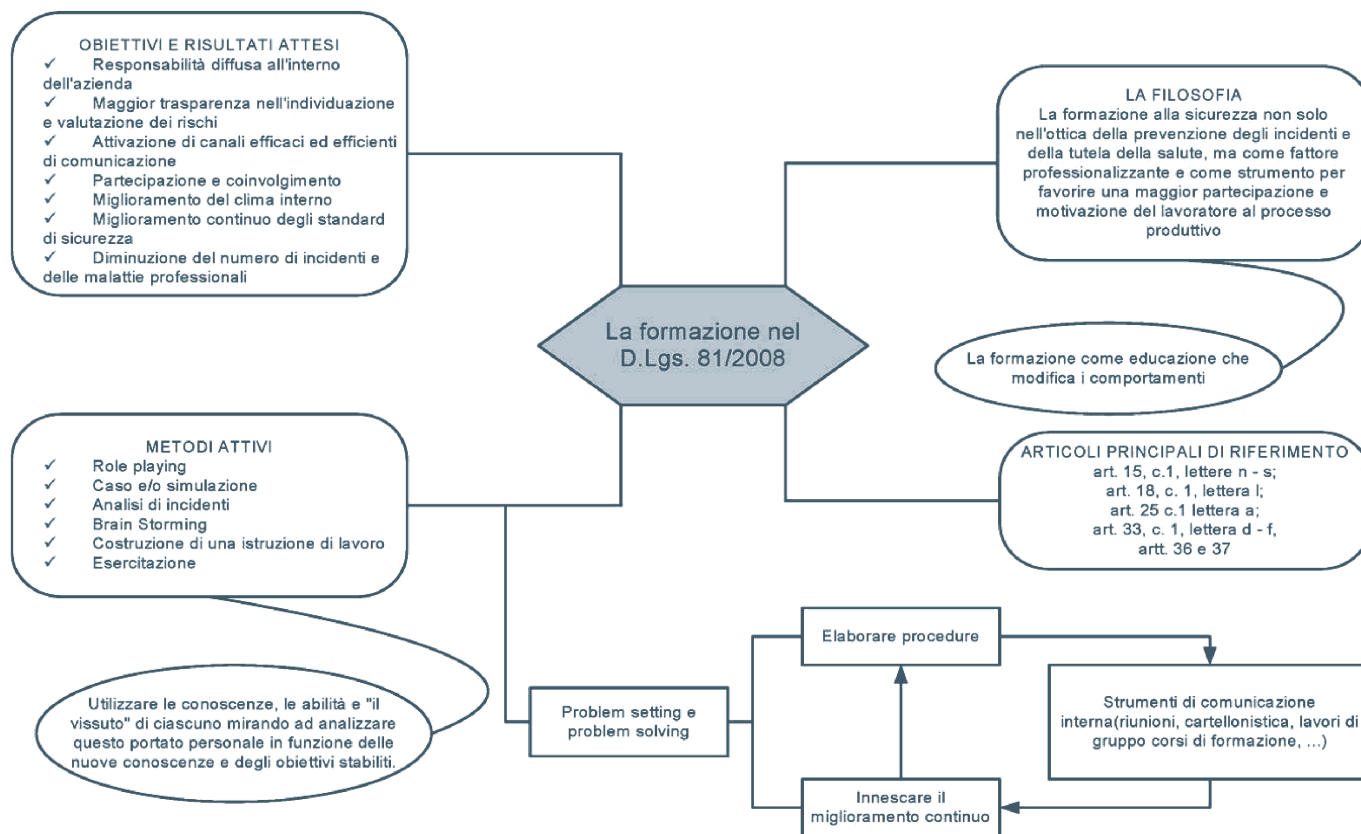 OBIETTIVI E RISULTATI ATTESI
✓ Responsabilità diffusa all'interno
dell'azienda
✓ Maggior trasparenza nell'individuazione
e valutazione dei rischi
✓ Attivazione di canali efficaci ed efficienti
di comunicazione
✓ Partecipazione e coinvolgimento
✓ Miglioramento del clima interno
✓ Miglioramento continuo degli standard
di sicurezza
✓ Diminuzione del numero di incidenti e
delle malattie professionali
LA FILOSOFIA
La formazione alla sicurezza non solo
nell'ottica della prevenzione degli incidenti e
della tutela della salute, ma come fattore
professionalizzante e come strumento per
favorire una maggior partecipazione e
motivazione del lavoratore al processo
produttivo
La formazione nel
D.Lgs. 81/2008
La formazione come educazione che
modifica i comportamenti
METODI ATTIVI
✓ Role playing
✓ Caso e/o simulazione
✓ Analisi di incidenti
✓ Brain Storming
✓ Costruzione di una istruzione di lavoro
✓ Esercitazione
ARTICOLI PRINCIPALI DI RIFERIMENTO
art. 15, c.1, lettere n - s;
art. 18, c. 1, lettera l;
art. 25 c.1 lettera a;
art. 33, c. 1, lettera d - f,
artt. 36 e 37
Utilizzare le conoscenze, le abilità e "il
vissuto" di ciascuno mirando ad analizzare
questo portato personale in funzione delle
nuove conoscenze e degli obiettivi stabiliti.
Problem setting e
problem solving
Elaborare procedure
Strumenti di comunicazione
interna(riunioni, cartellonistica, lavori di
gruppo corsi di formazione, ...)
Innescare il
miglioramento continuo